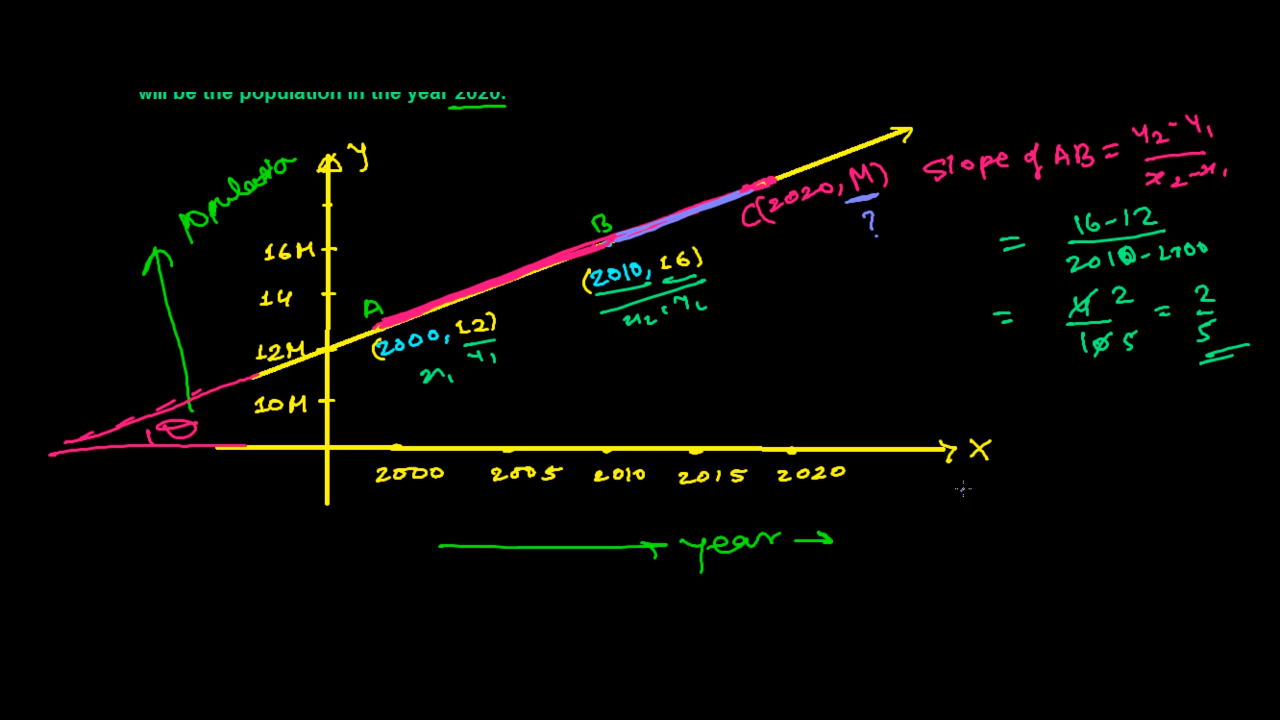 will be the population in the year 2020.
Population
Y
16M
14
12M
10M
A
(2000, 12)
x₁ y₁
B
(2010, 16)
x₂, y₂
C(2020, M)
?
θ
X
2000 2005 2010 2015 2020
year
Slope of AB = y₂-y₁
x₂-x₁
= 16-12
2010-2000
= 4 2 = 2
10 5 5